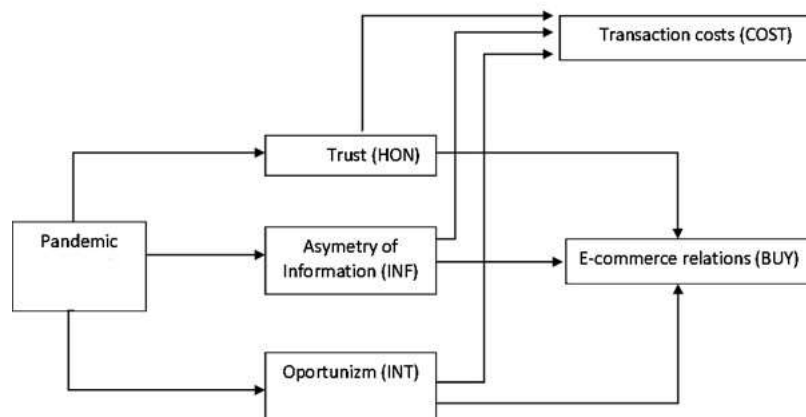 Transaction costs (COST)
Trust (HON)
Pandemic
Asymetry of
Information (INF)
E-commerce relations (BUY)
Oportunizm (INT)